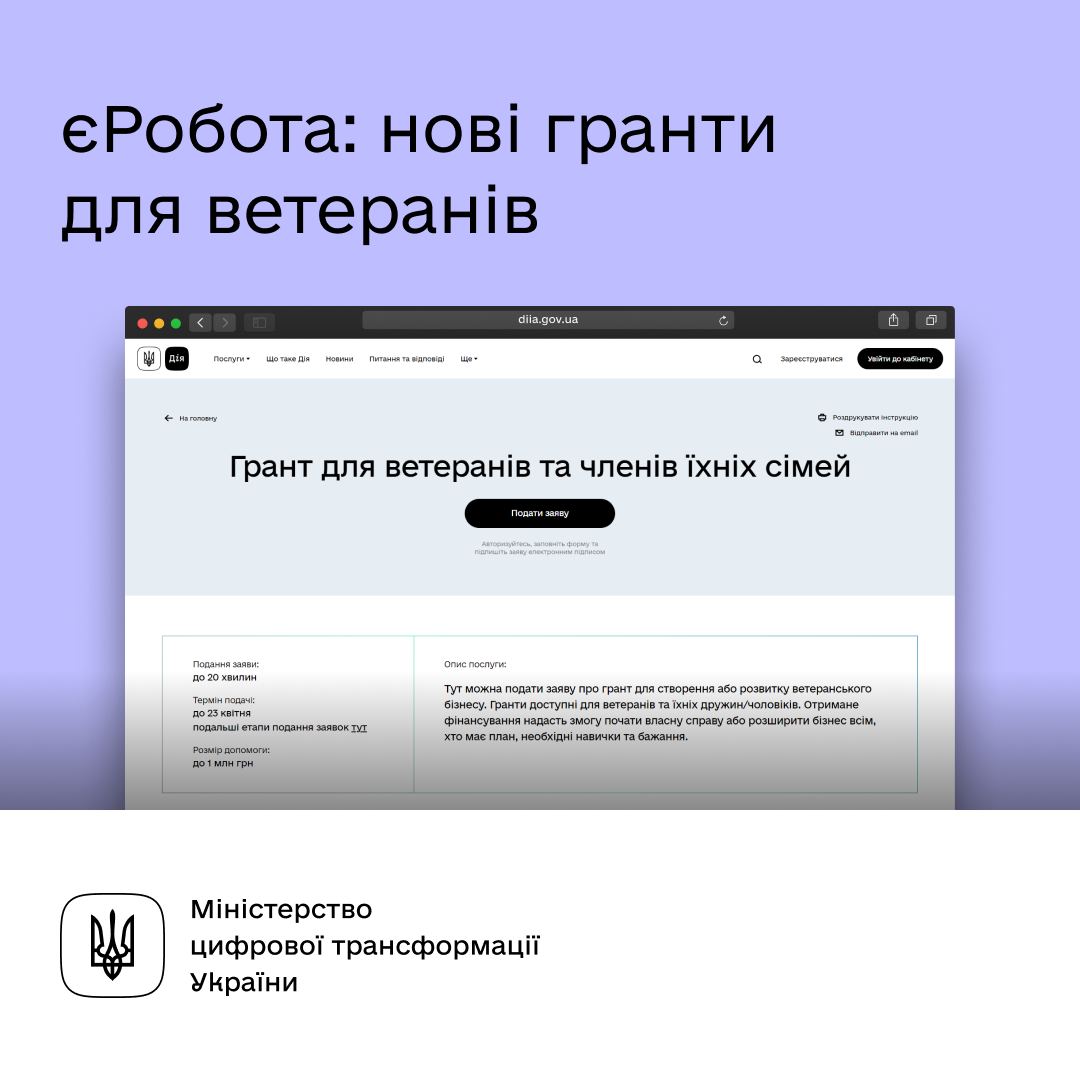 єРобота: нові гранти
для ветеранів
diia.gov.ua
Дія
Послуги
Що таке Дія
Новини
Питання та відповіді
Ще
Зареєструватися
Увійти до кабінету
На головну
Роздрукувати інструкцію
Відправити на email
Грант для ветеранів та членів їхніх сімей
Подати заяву
Авторизуйтесь, заповніть форму та
підпишіть заяву електронним підписом
Подання заяви:
до 20 хвилин
Термін подачі:
до 23 квітня
подальші етапи подання заявок тут
Розмір допомоги:
до 1 млн грн
Опис послуги:
Тут можна подати заяву про грант для створення або розвитку ветеранського
бізнесу. Гранти доступні для ветеранів та їхніх дружин/чоловіків. Отримане
фінансування надасть змогу почати власну справу або розширити бізнес всім,
хто має план, необхідні навички та бажання.
Міністерство
цифрової трансформації
України